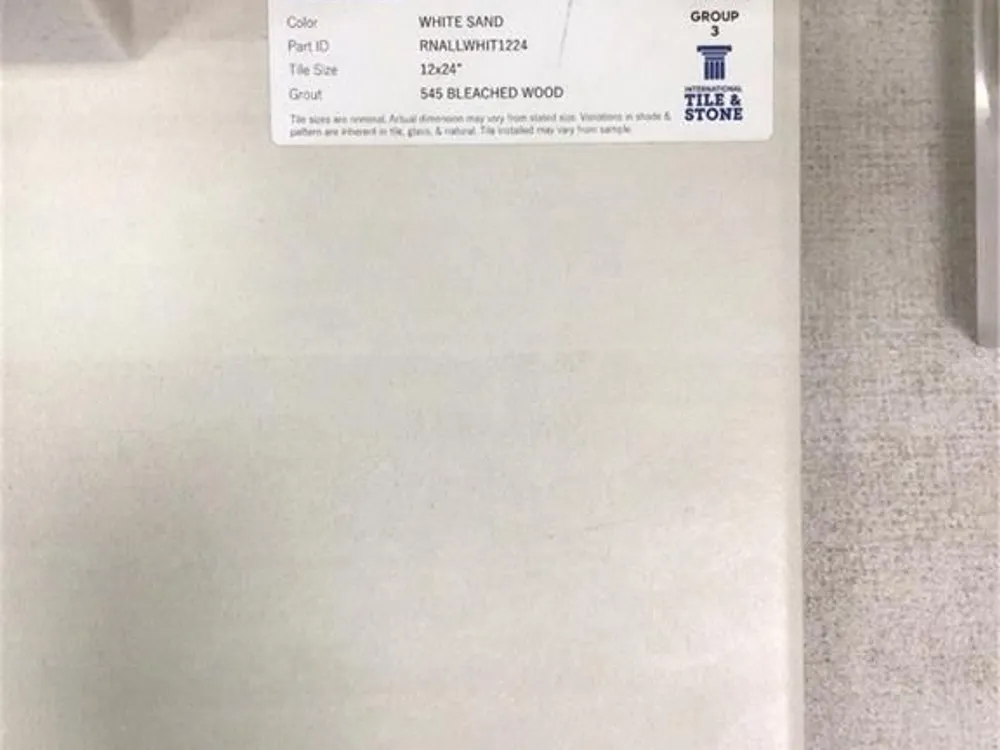 Color WHITE SAND
Part ID RNALLWHIT1224
Tile Size 12x24"
Grout 545 BLEACHED WOOD
Tile sizes are nominal. Actual dimension may vary from stated size. Variations in shade &
pattern are inherent in tile, glass, & natural. Tile installed may vary from sample.
GROUP
3
INTERNATIONAL
TILE &
STONE